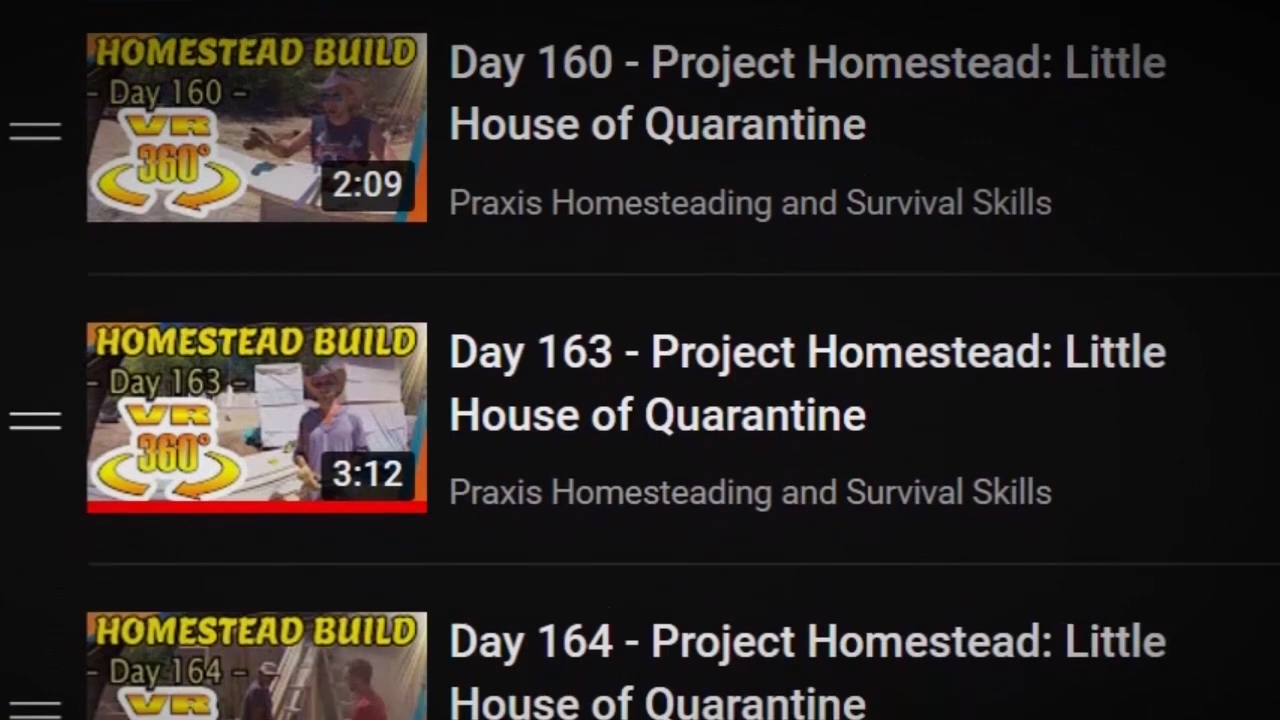 HOMESTEAD BUILD
- Day 160 -
VR
360°
2:09
Day 160 - Project Homestead: Little
House of Quarantine
Praxis Homesteading and Survival Skills
HOMESTEAD BUILD
- Day 163 -
VR
360°
3:12
Day 163 - Project Homestead: Little
House of Quarantine
Praxis Homesteading and Survival Skills
HOMESTEAD BUILD
- Day 164 -
VR
Day 164 - Project Homestead: Little
House of Quarantine